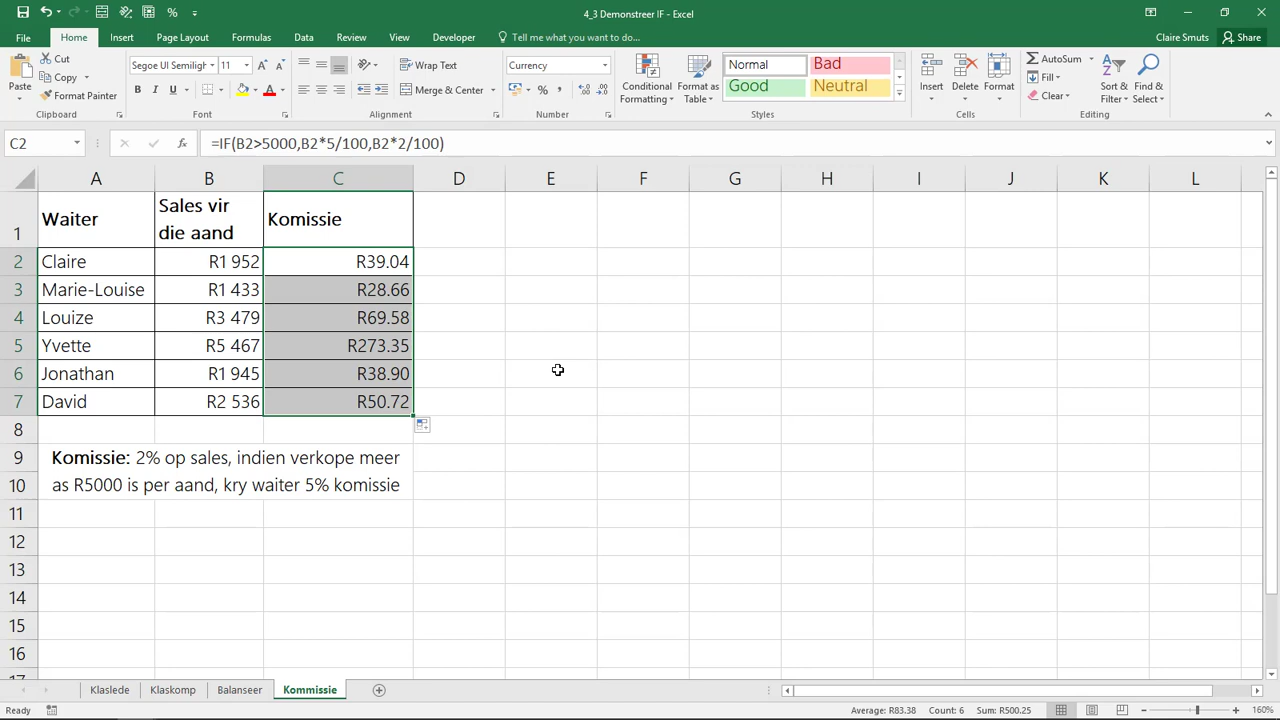 4_3 Demonstreer IF - Excel
File Home Insert Page Layout Formulas Data Review View Developer Tell me what you want to do... Claire Smuts Share
Paste
Cut
Copy
Format Painter
Clipboard
Segoe UI Semiligh 11
B I U
Font
Wrap Text
Merge & Center
Alignment
Currency
%
Number
Conditional Formatting
Format as Table
Normal Bad
Good Neutral
Styles
Insert Delete Format
Cells
AutoSum
Fill
Clear
Sort & Filter
Find & Select
Editing
C2 fx =IF(B2>5000,B2*5/100,B2*2/100)
A B C D E F G H I J K L
1 Waiter Sales vir die aand Komissie
2 Claire R1 952 R39.04
3 Marie-Louise R1 433 R28.66
4 Louize R3 479 R69.58
5 Yvette R5 467 R273.35
6 Jonathan R1 945 R38.90
7 David R2 536 R50.72
8
9 Komissie: 2% op sales, indien verkope meer
10 as R5000 is per aand, kry waiter 5% komissie
11
12
13
14
15
16
17
Klaslede Klaskomp Balanseer Kommissie
Ready Average: R83.38 Count: 6 Sum: R500.25 160%